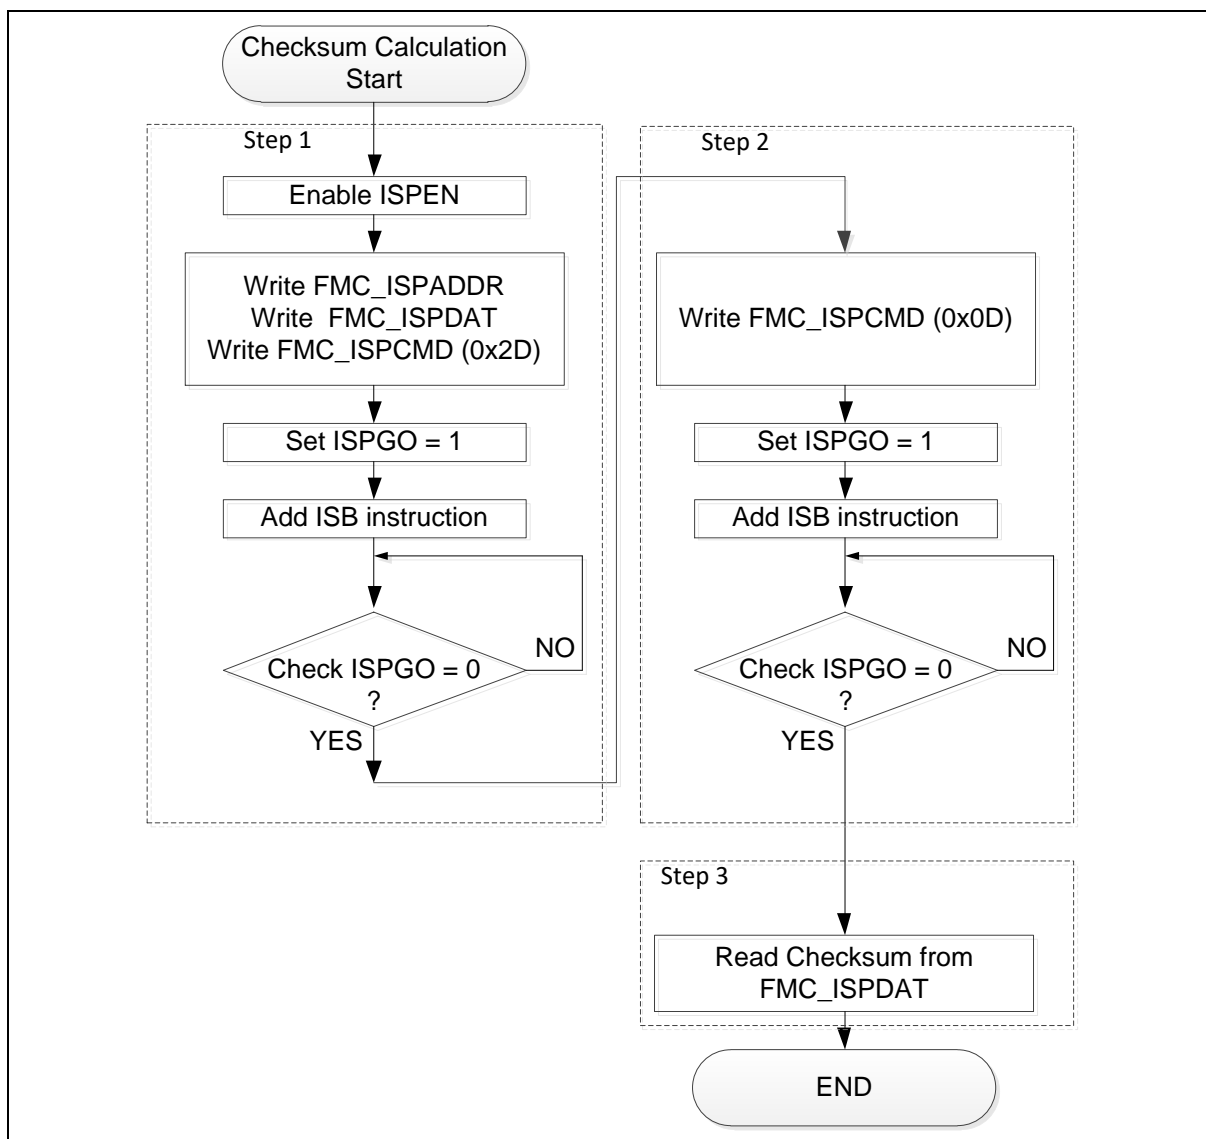 Checksum Calculation
Start
Step 1
Enable ISPEN
Write FMC_ISPADDR
Write FMC_ISPDAT
Write FMC_ISPCMD (0x2D)
Set ISPGO = 1
Add ISB instruction
NO
Check ISPGO = 0
?
YES
Step 2
Write FMC_ISPCMD (0x0D)
Set ISPGO = 1
Add ISB instruction
NO
Check ISPGO = 0
?
YES
Step 3
Read Checksum from
FMC_ISPDAT
END